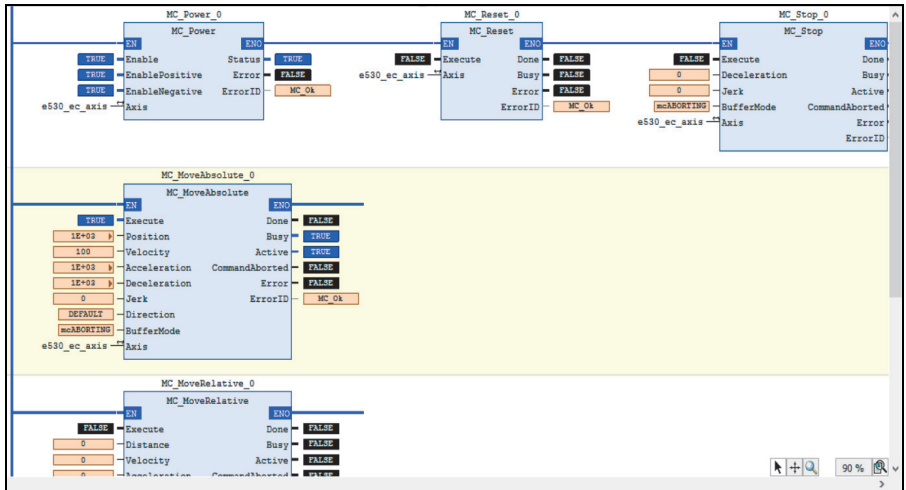 MC_Power_0 MC_Reset_0 MC_Stop_0
MC_Power MC_Reset MC_Stop
EN ENO EN ENO EN ENO
TRUE Enable Status TRUE FALSE Execute Done FALSE FALSE Execute Done
TRUE EnablePositive Error FALSE e530_ec_axis Axis Busy FALSE 0 Deceleration Busy
TRUE EnableNegative ErrorID MC_Ok Error FALSE 0 Jerk Active
e530_ec_axis Axis ErrorID MC_Ok mcABORTING BufferMode CommandAborted
e530_ec_axis Axis Error
ErrorID
MC_MoveAbsolute_0
MC_MoveAbsolute
EN ENO
TRUE Execute Done FALSE
1E+03 Position Busy TRUE
100 Velocity Active TRUE
1E+03 Acceleration CommandAborted FALSE
1E+03 Deceleration Error FALSE
0 Jerk ErrorID MC_Ok
DEFAULT Direction
mcABORTING BufferMode
e530_ec_axis Axis
MC_MoveRelative_0
MC_MoveRelative
EN ENO
FALSE Execute Done FALSE
0 Distance Busy FALSE
0 Velocity Active FALSE
0 Acceleration CommandAborted FALSE
90 %